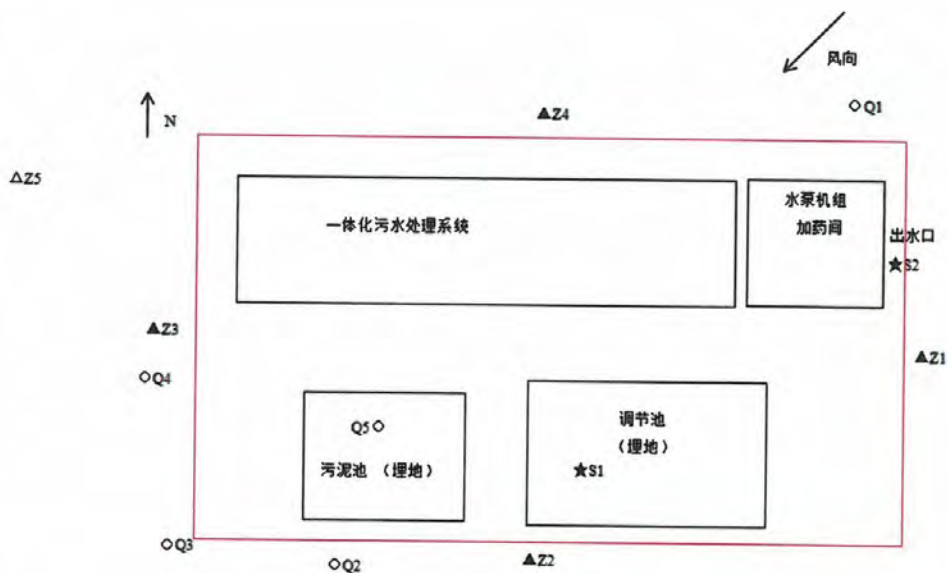 风向
Q1
Z4
N
Z5
水泵机组
加药间
一体化污水处理系统
出水口
S2
Z3
Z1
Q4
调节池
（埋地）
Q5
污泥池 （埋地）
S1
Q3
Q2
Z2